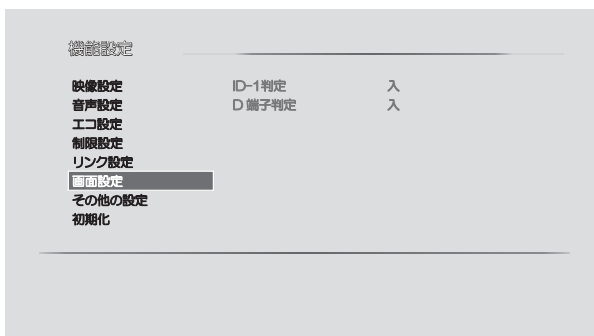 機能設定
映像設定 ID-1判定 入
音声設定 D端子判定 入
エコ設定
制限設定
リンク設定
画面設定
その他の設定
初期化